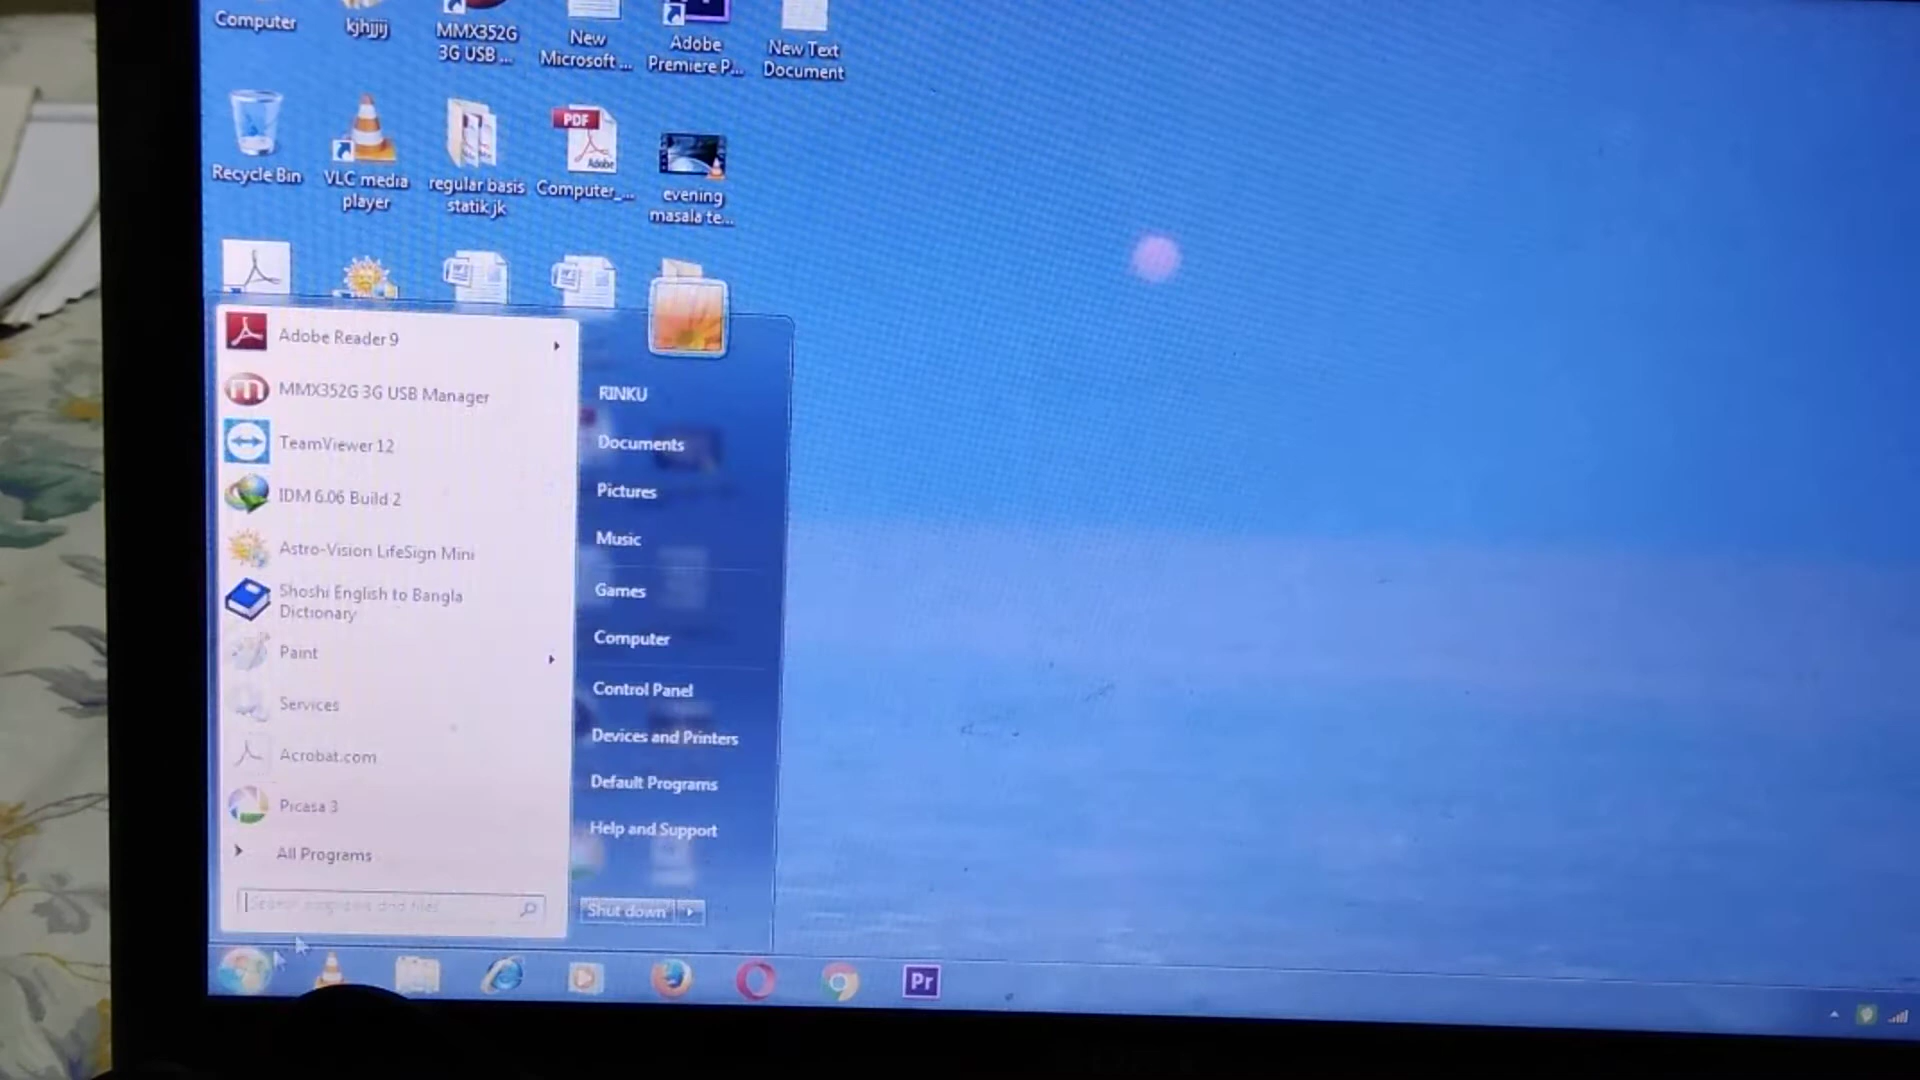 Computer
kjhjjij
MMX352G
3G USB ...
New
Microsoft ...
Adobe
Premiere P...
New Text
Document
Recycle Bin
VLC media
player
regular basis
statik.jk
PDF
Adobe
Computer_...
evening
masala te...
Adobe Reader 9
MMX352G 3G USB Manager
TeamViewer 12
IDM 6.06 Build 2
Astro-Vision LifeSign Mini
Shoshi English to Bangla
Dictionary
Paint
Services
Acrobat.com
Picasa 3
All Programs
Search programs and files
RINKU
Documents
Pictures
Music
Games
Computer
Control Panel
Devices and Printers
Default Programs
Help and Support
Shut down
Pr